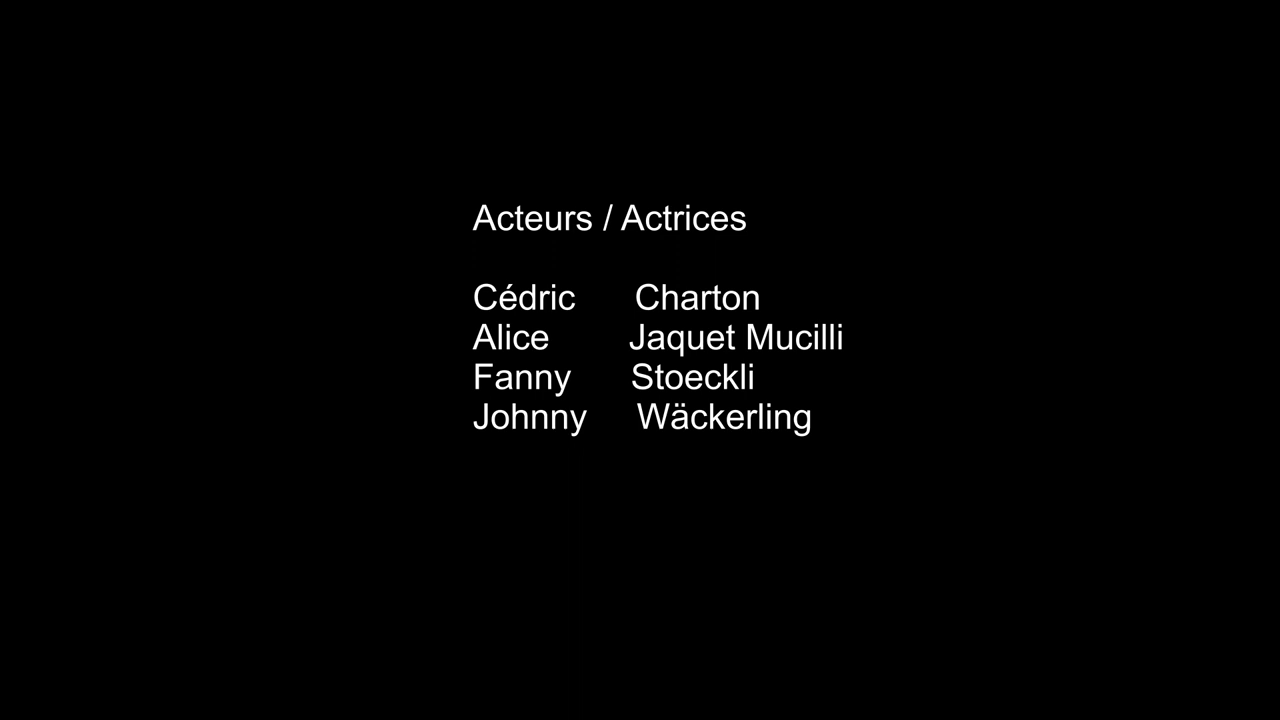 Acteurs / Actrices
Cédric Charton
Alice Jaquet Mucilli
Fanny Stoeckli
Johnny Wäckerling